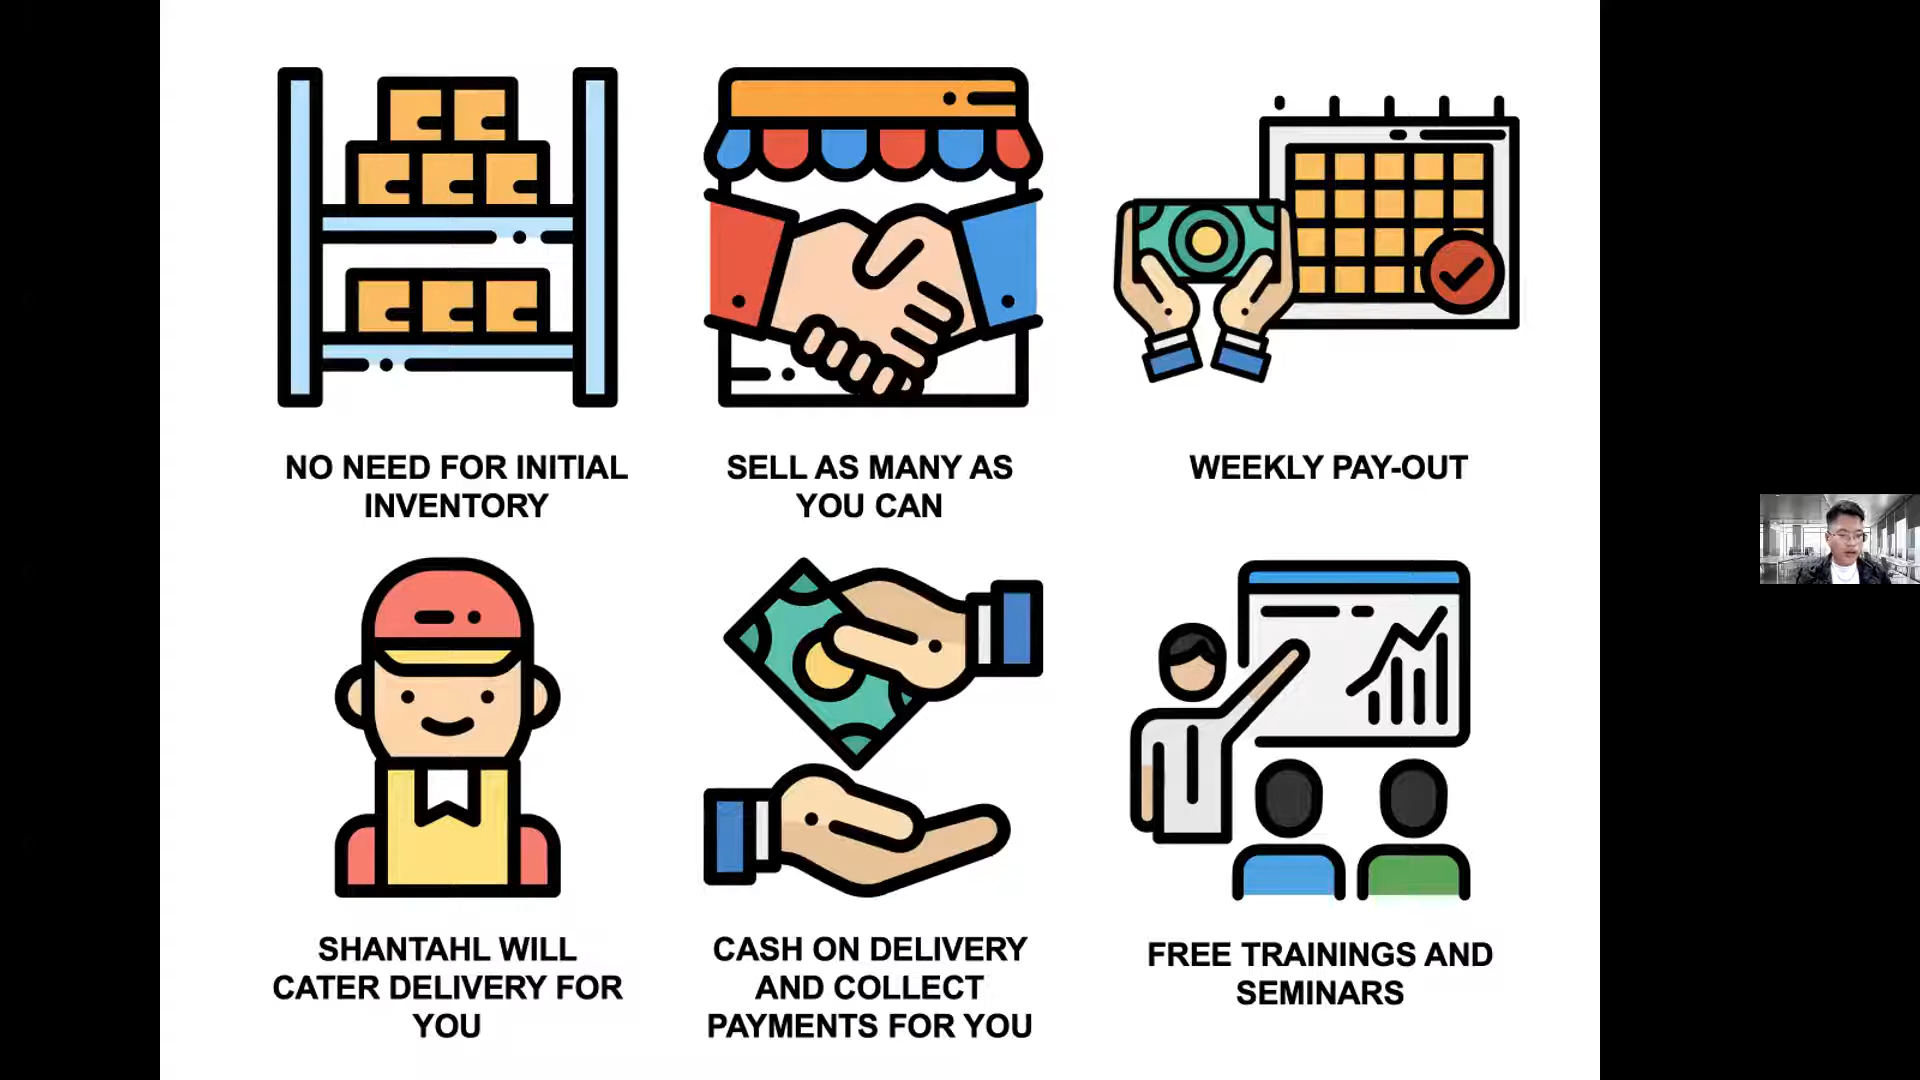 NO NEED FOR INITIAL
INVENTORY
SELL AS MANY AS
YOU CAN
WEEKLY PAY-OUT
SHANTAHL WILL
CATER DELIVERY FOR
YOU
CASH ON DELIVERY
AND COLLECT
PAYMENTS FOR YOU
FREE TRAININGS AND
SEMINARS